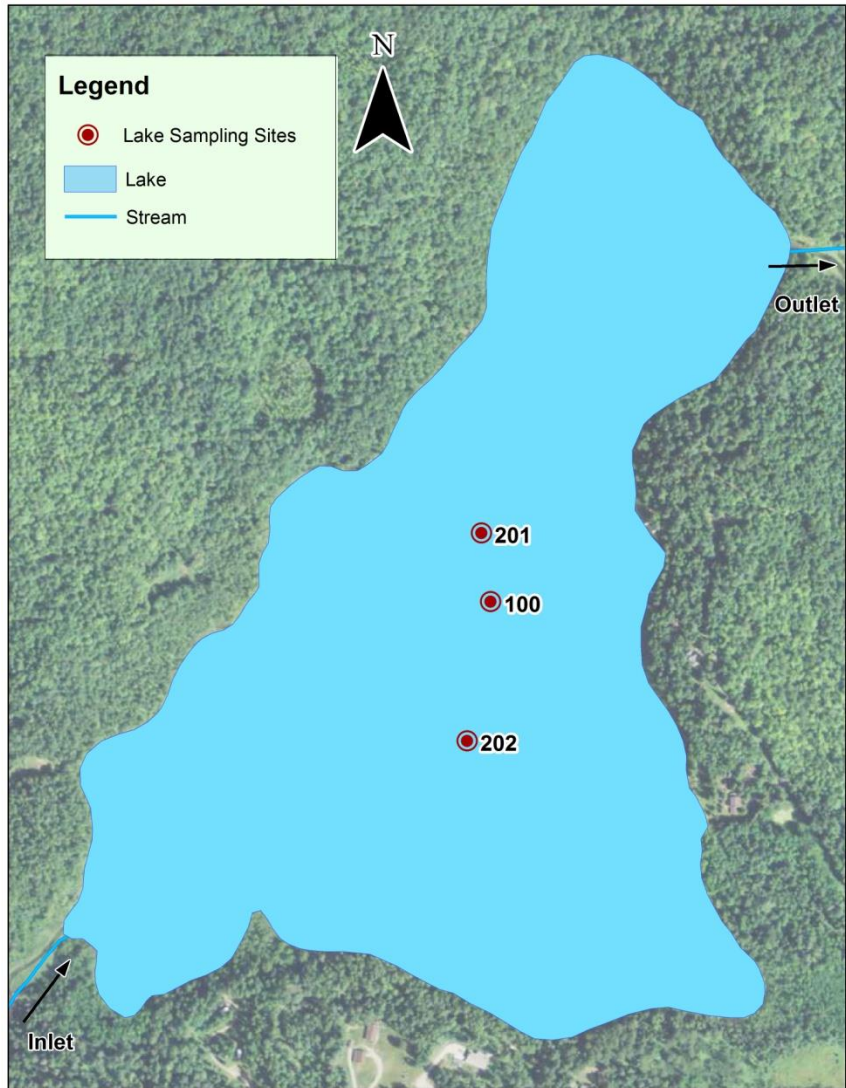 N
Legend
Lake Sampling Sites
Lake
Stream
Outlet
201
100
202
Inlet